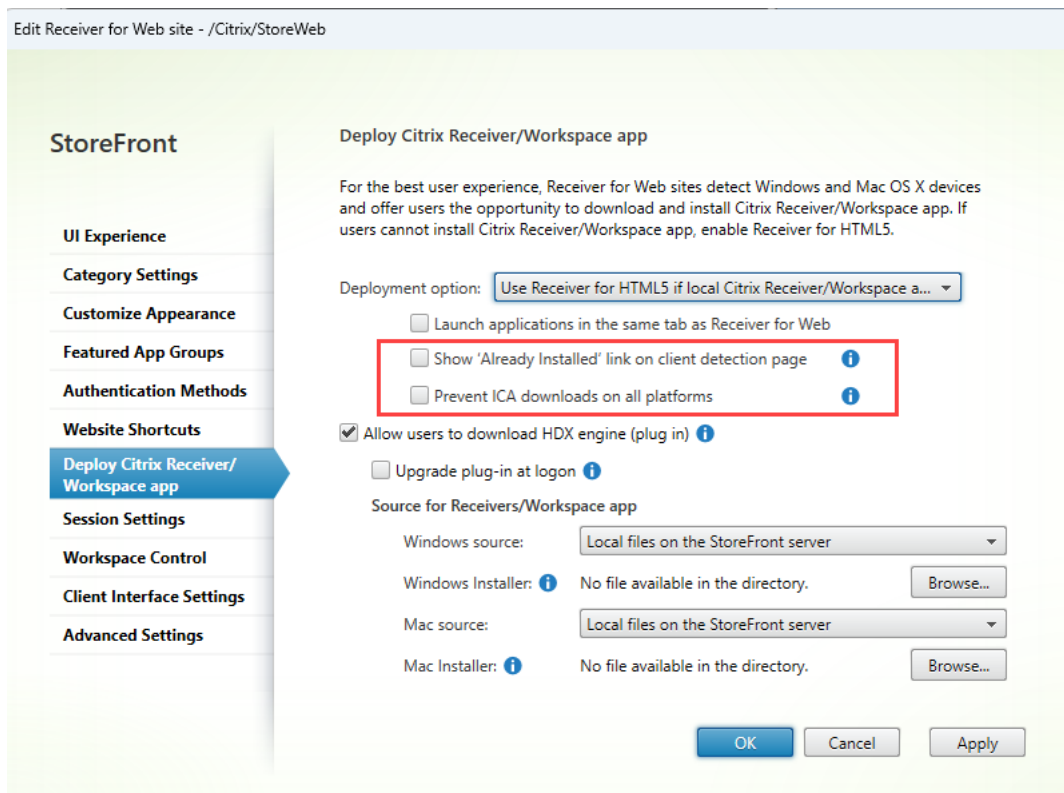 Edit Receiver for Web site - /Citrix/StoreWeb
StoreFront
UI Experience
Category Settings
Customize Appearance
Featured App Groups
Authentication Methods
Website Shortcuts
Deploy Citrix Receiver/
Workspace app
Session Settings
Workspace Control
Client Interface Settings
Advanced Settings
Deploy Citrix Receiver/Workspace app
For the best user experience, Receiver for Web sites detect Windows and Mac OS X devices
and offer users the opportunity to download and install Citrix Receiver/Workspace app. If
users cannot install Citrix Receiver/Workspace app, enable Receiver for HTML5.
Deployment option: Use Receiver for HTML5 if local Citrix Receiver/Workspace a...
Launch applications in the same tab as Receiver for Web
Show 'Already Installed' link on client detection page
Prevent ICA downloads on all platforms
Allow users to download HDX engine (plug in)
Upgrade plug-in at logon
Source for Receivers/Workspace app
Windows source: Local files on the StoreFront server
Windows Installer: No file available in the directory. Browse...
Mac source: Local files on the StoreFront server
Mac Installer: No file available in the directory. Browse...
OK Cancel Apply